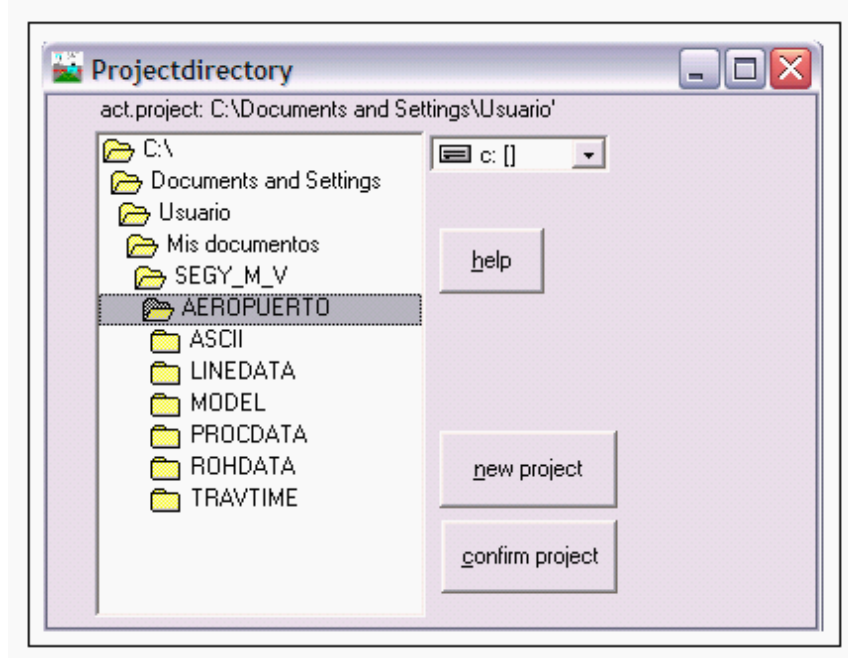 Projectdirectory
act.project: C:\Documents and Settings\Usuario'
C:\
c: []
Documents and Settings
Usuario
Mis documentos
help
SEGY_M_V
AEROPUERTO
ASCII
LINEDATA
MODEL
PROCDATA
ROHDATA
new project
TRAVTIME
confirm project